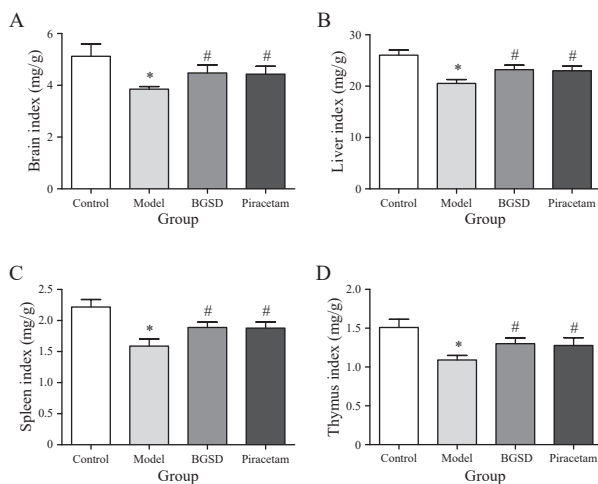 A
Brain index (mg/g)
6
4
2
0
*
#
#
Control
Model
BGSD
Piracetam
Group
B
Liver index (mg/g)
30
20
10
0
*
#
#
Control
Model
BGSD
Piracetam
Group
C
Spleen index (mg/g)
2.5
2.0
1.5
1.0
0.5
0
*
#
#
Control
Model
BGSD
Piracetam
Group
D
Thymus index (mg/g)
2.0
1.5
1.0
0.5
0
*
#
#
Control
Model
BGSD
Piracetam
Group